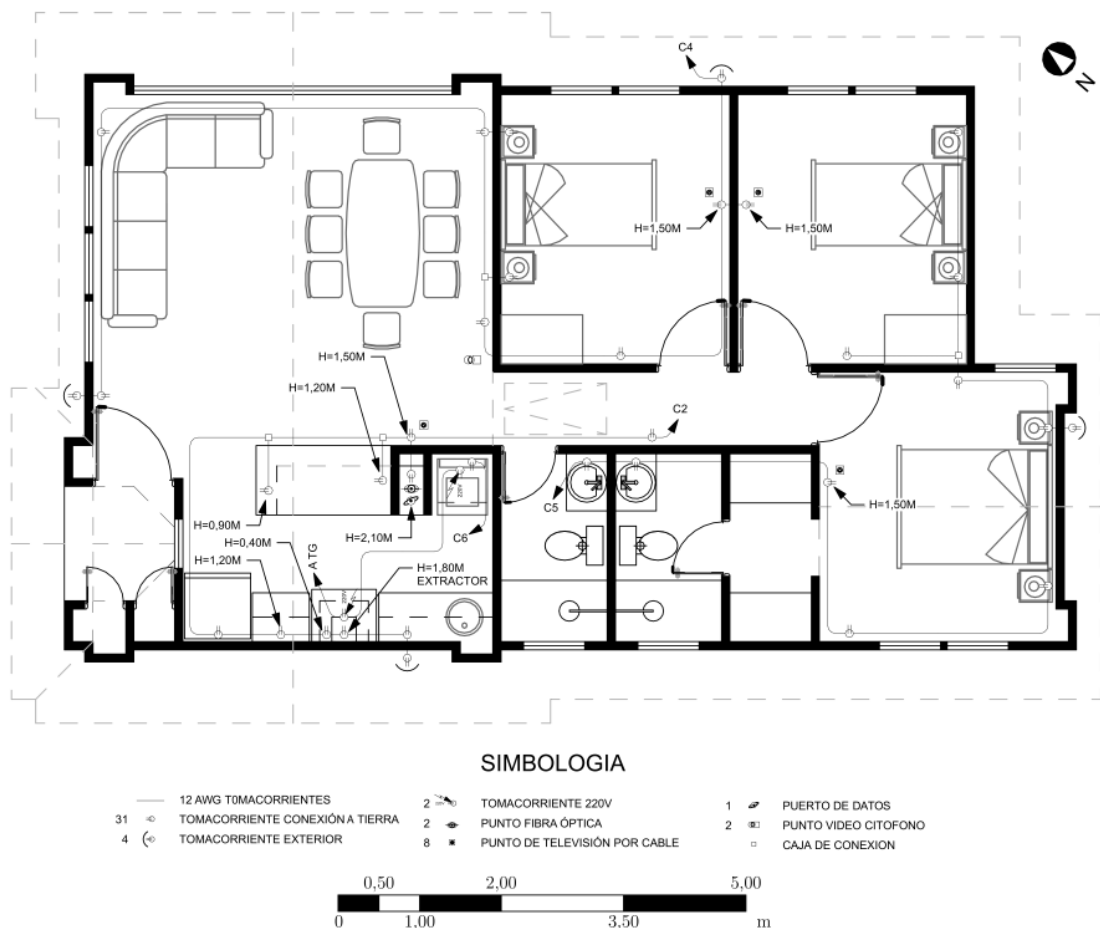 C4
N
H=1,50M
H=1,50M
H=1,50M
H=1,20M
C2
H=0,90M
H=0,40M
H=1,20M
H=2,10M
A TG
C6
C5
H=1,80M
EXTRACTOR
H=1,50M
SIMBOLOGIA
12 AWG T0MACORRIENTES
31 TOMACORRIENTE CONEXIÓN A TIERRA
4 TOMACORRIENTE EXTERIOR
2 TOMACORRIENTE 220V
2 PUNTO FIBRA ÓPTICA
8 PUNTO DE TELEVISIÓN POR CABLE
1 PUERTO DE DATOS
2 PUNTO VIDEO CITOFONO
CAJA DE CONEXION
0,50 2,00 5,00
0 1.00 3.50 m